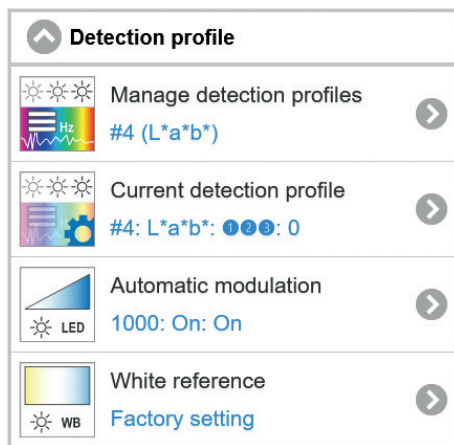 Detection profile
Hz
Manage detection profiles
#4 (L*a*b*)
Current detection profile
#4: L*a*b*: ❶❷❸: 0
Automatic modulation
LED
1000: On: On
White reference
WB
Factory setting